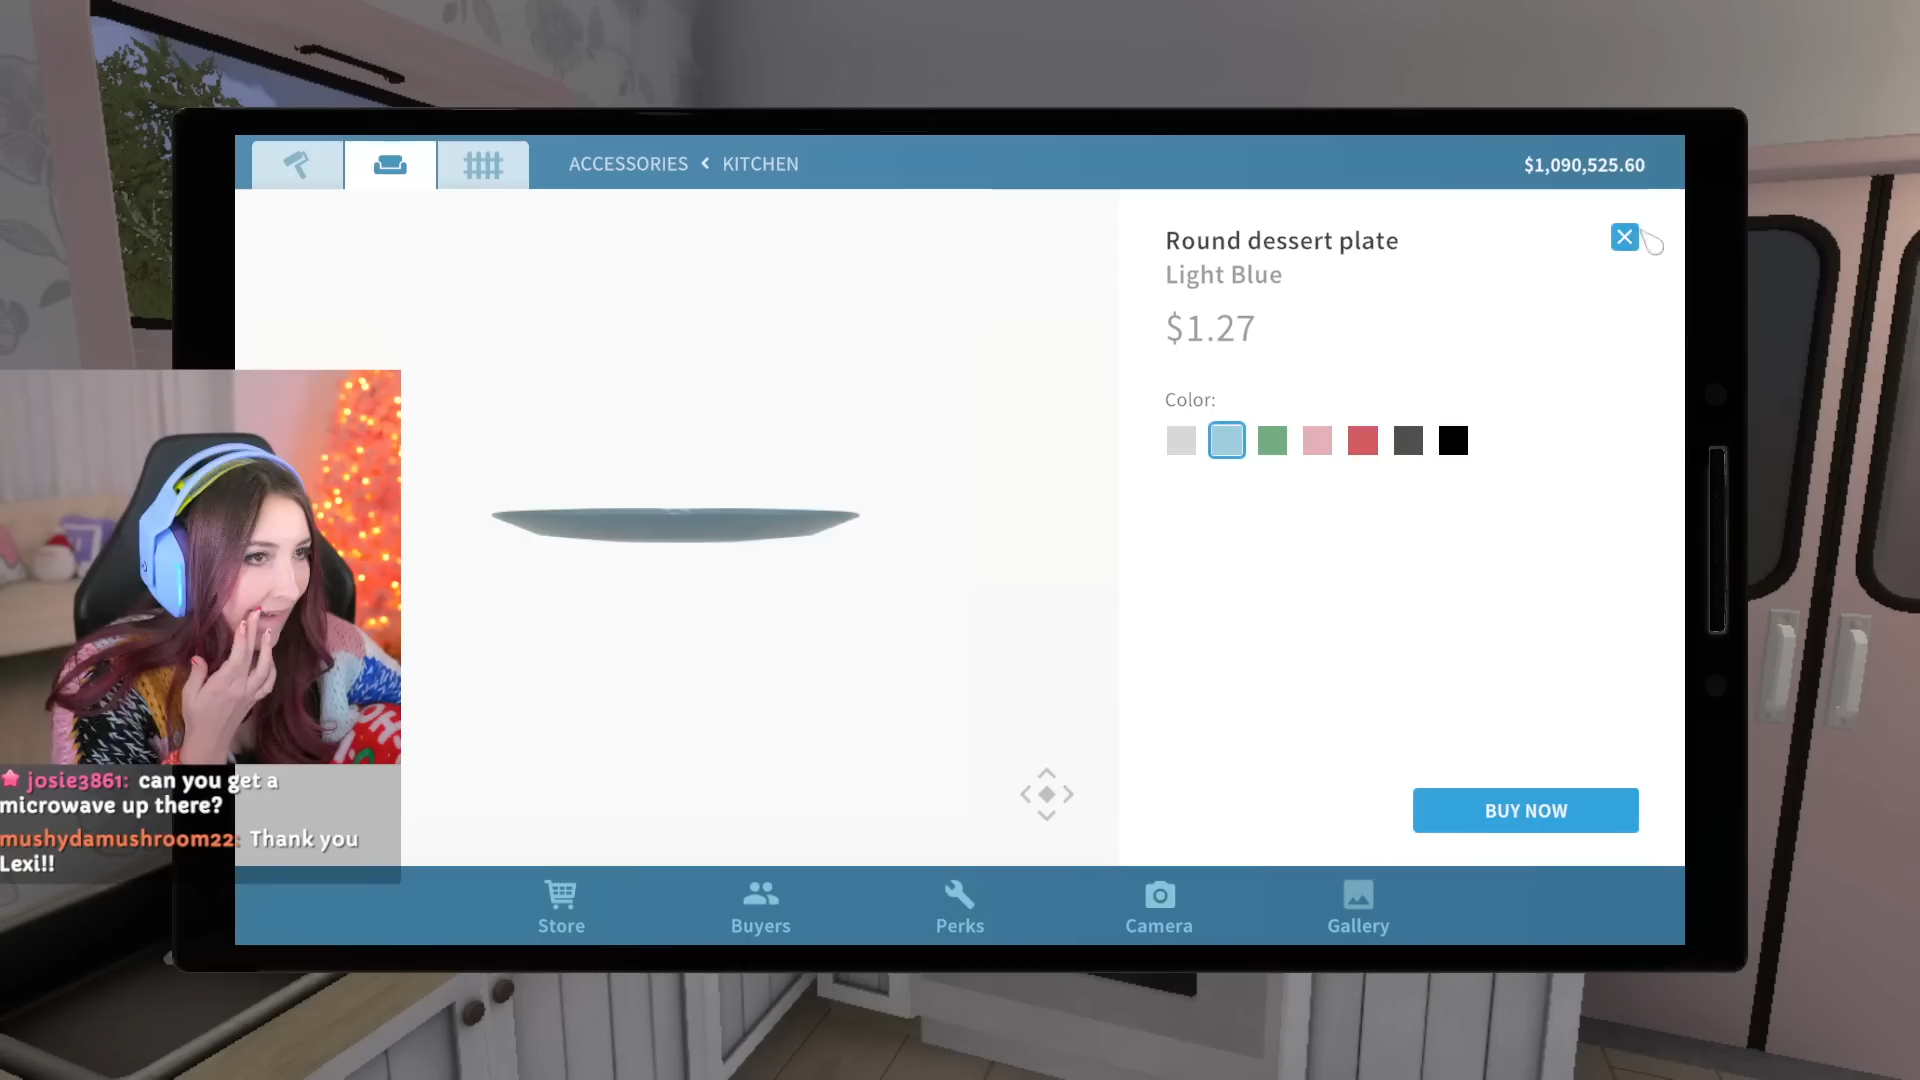 ACCESSORIES < KITCHEN
$1,090,525.60
Round dessert plate
Light Blue
$1.27
Color:
BUY NOW
josie3861: can you get a
microwave up there?
mushydamushroom22: Thank you
Lexi!!
Store
Buyers
Perks
Camera
Gallery